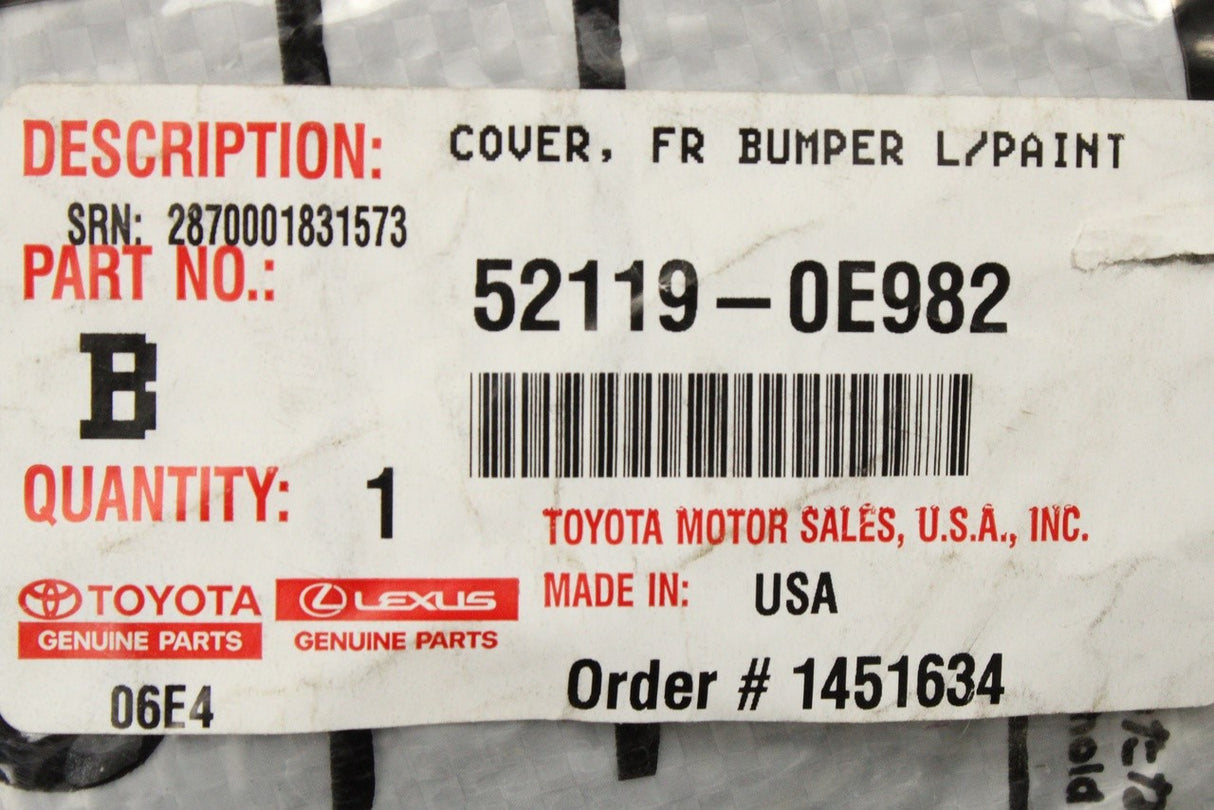 DESCRIPTION: COVER, FR BUMPER L/PAINT
SRN: 2870001831573
PART NO.: 52119-0E982
B
QUANTITY: 1
TOYOTA MOTOR SALES, U.S.A., INC.
MADE IN: USA
TOYOTA LEXUS
GENUINE PARTS GENUINE PARTS
Order # 1451634
06E4